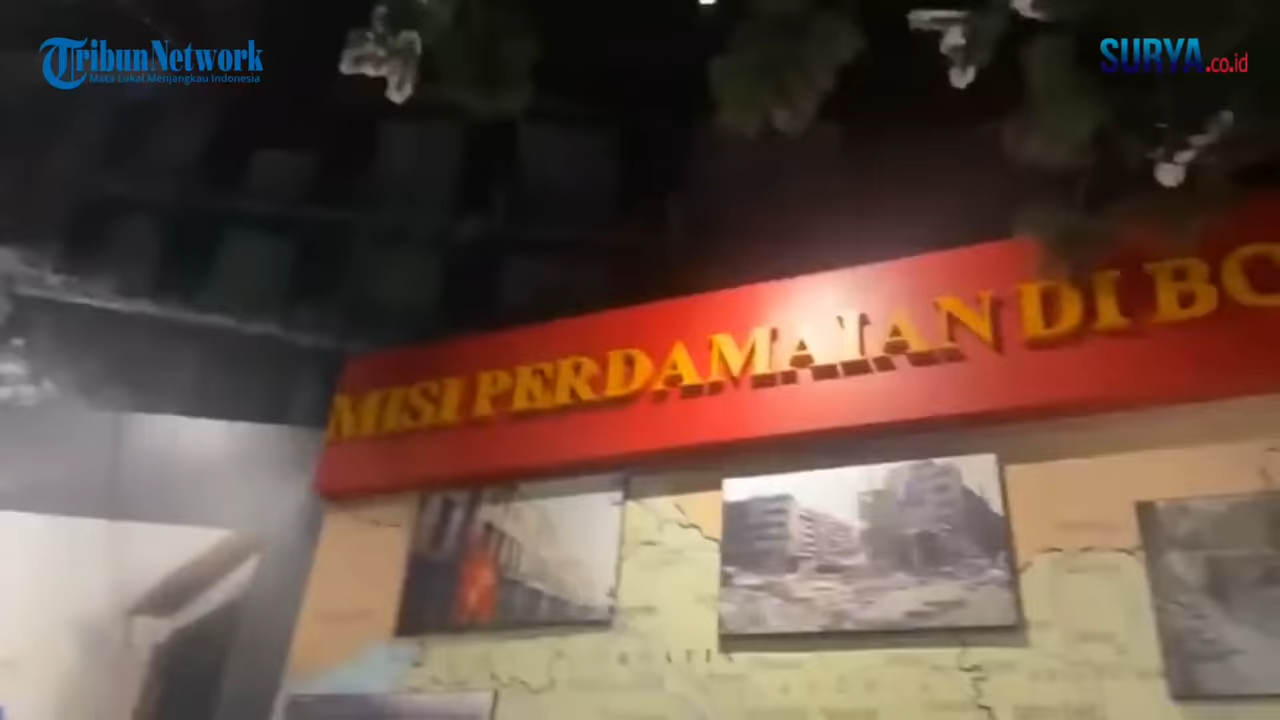 TribunNetwork
Mata Lokal Menjangkau Indonesia
SURYA.co.id
MISI PERDAMAIAN DI BO